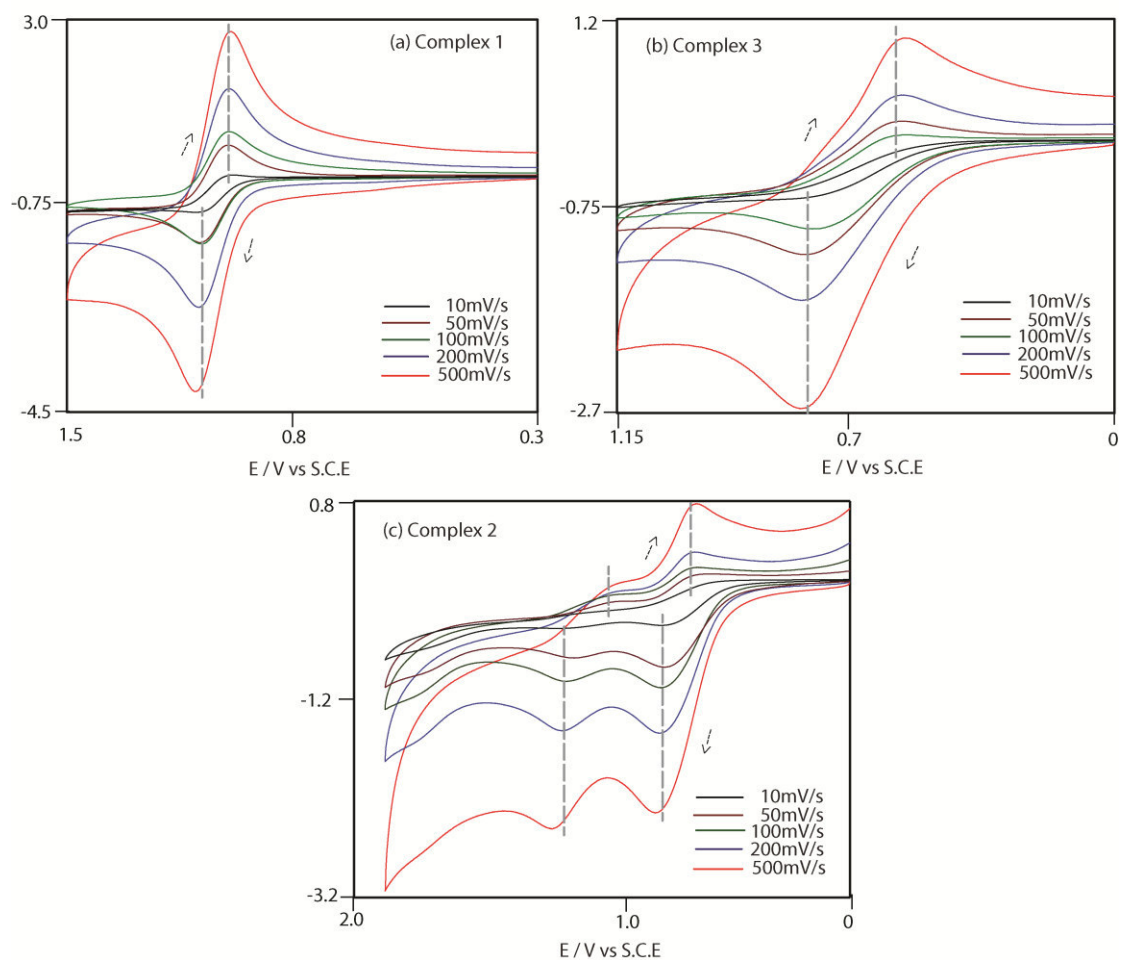 3.0
(a) Complex 1
-0.75
10mV/s
50mV/s
100mV/s
200mV/s
500mV/s
-4.5
1.5
0.8
0.3
E / V vs S.C.E
1.2
(b) Complex 3
-0.75
10mV/s
50mV/s
100mV/s
200mV/s
500mV/s
-2.7
1.15
0.7
0
E / V vs S.C.E
0.8
(c) Complex 2
-1.2
10mV/s
50mV/s
100mV/s
200mV/s
500mV/s
-3.2
2.0
1.0
0
E / V vs S.C.E